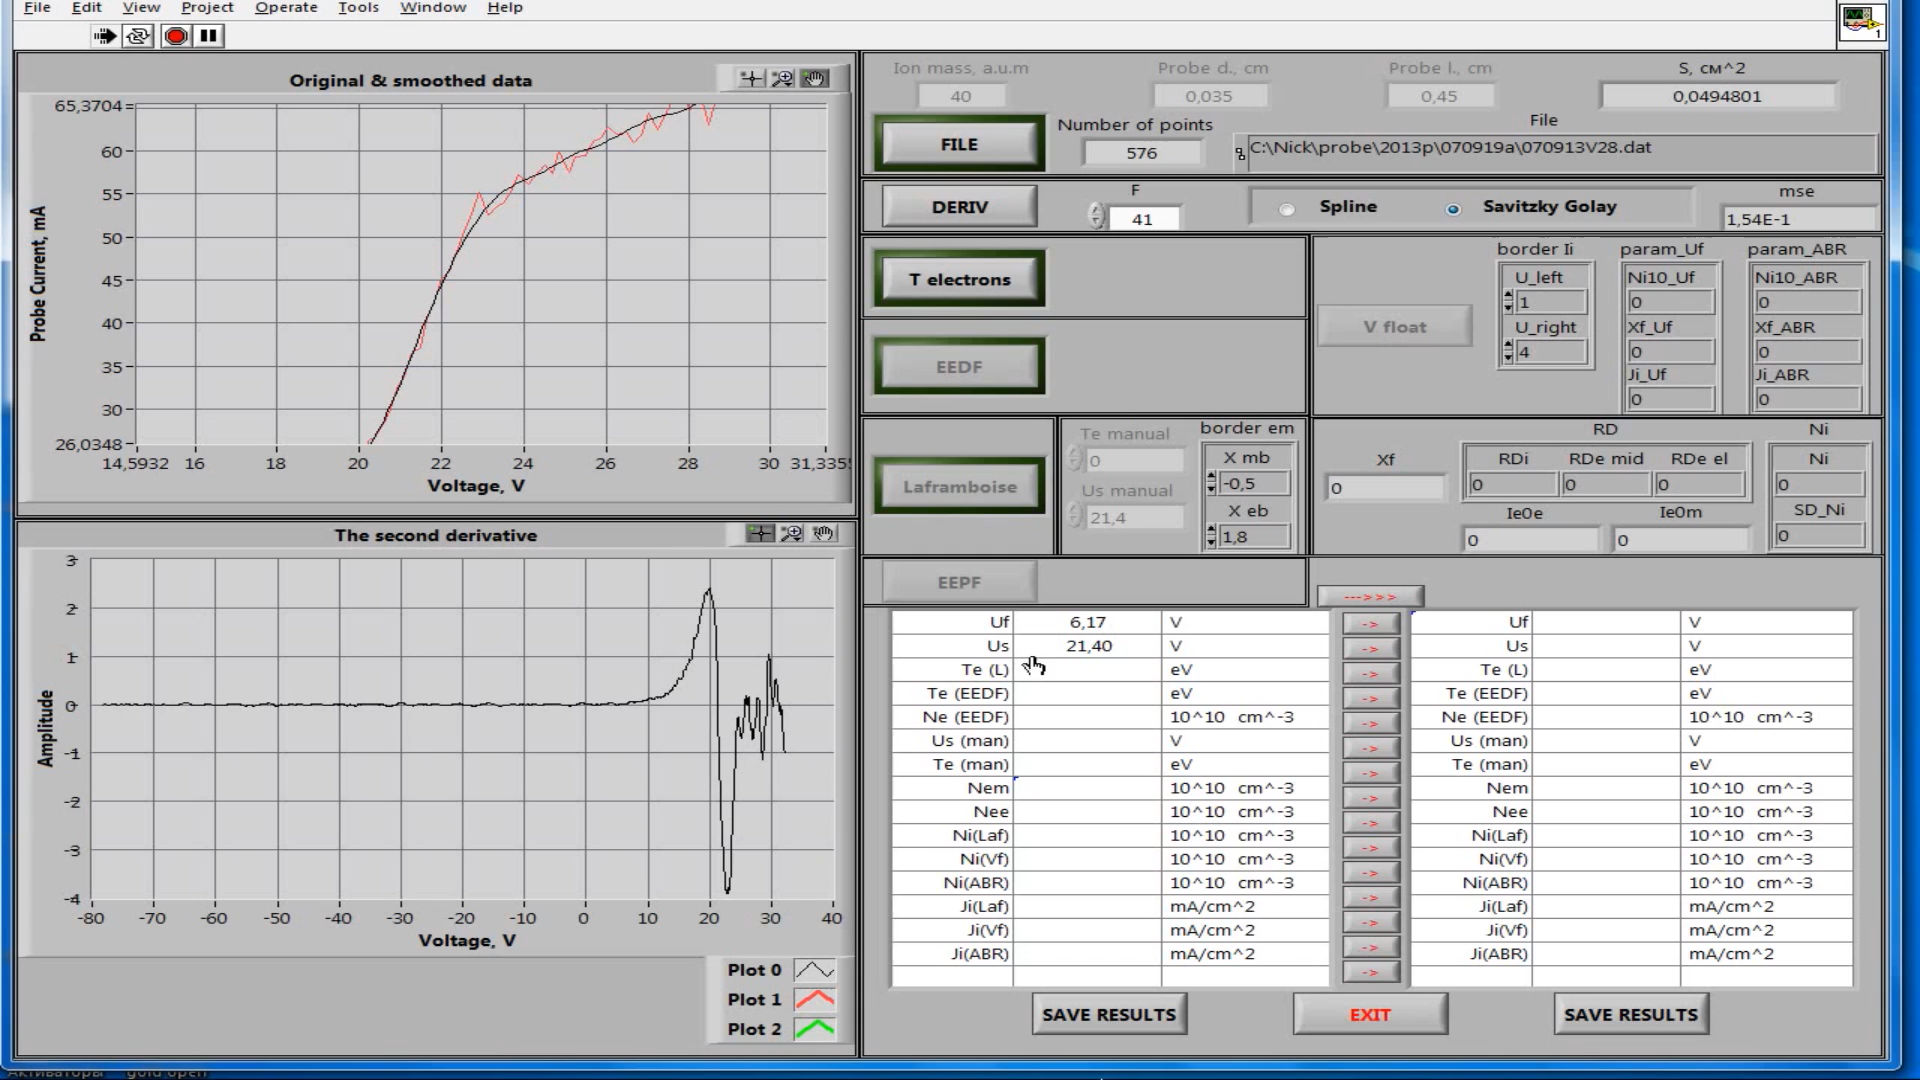 File Edit View Project Operate Tools Window Help
1
Original & smoothed data
65,3704
60
55
50
45
40
35
30
26,0348
Probe Current, mA
14,5932 16 18 20 22 24 26 28 30 31,335
Voltage, V
The second derivative
3
2
1
0
-1
-2
-3
-4
Amplitude
-80 -70 -60 -50 -40 -30 -20 -10 0 10 20 30 40
Voltage, V
Plot 0
Plot 1
Plot 2
Ion mass, a.u.m Probe d., cm Probe l., cm S, см^2
40 0,035 0,45 0,0494801
FILE
Number of points
576
File
C:\Nick\probe\2013p\070919a\070913V28.dat
DERIV
F
41
Spline
Savitzky Golay
mse
1,54E-1
T electrons
EEDF
V float
border Ii param_Uf param_ABR
U_left Ni10_Uf Ni10_ABR
1 0 0
U_right Xf_Uf Xf_ABR
4 0 0
Ji_Uf Ji_ABR
0 0
Laframboise
Te manual
0
Us manual
21,4
border em
X mb
-0,5
X eb
1,8
Xf
0
RD
RDi RDe mid RDe el
0 0 0
Ie0e Ie0m
0 0
Ni
Ni
0
SD_Ni
0
EEPF
--->>>
Uf 6,17 V -> Uf V
Us 21,40 V -> Us V
Te (L) eV -> Te (L) eV
Te (EEDF) eV -> Te (EEDF) eV
Ne (EEDF) 10^10 cm^-3 -> Ne (EEDF) 10^10 cm^-3
Us (man) V -> Us (man) V
Te (man) eV -> Te (man) eV
Nem 10^10 cm^-3 -> Nem 10^10 cm^-3
Nee 10^10 cm^-3 -> Nee 10^10 cm^-3
Ni(Laf) 10^10 cm^-3 -> Ni(Laf) 10^10 cm^-3
Ni(Vf) 10^10 cm^-3 -> Ni(Vf) 10^10 cm^-3
Ni(ABR) 10^10 cm^-3 -> Ni(ABR) 10^10 cm^-3
Ji(Laf) mA/cm^2 -> Ji(Laf) mA/cm^2
Ji(Vf) mA/cm^2 -> Ji(Vf) mA/cm^2
Ji(ABR) mA/cm^2 -> Ji(ABR) mA/cm^2
->
SAVE RESULTS EXIT SAVE RESULTS
Активаторы gold open